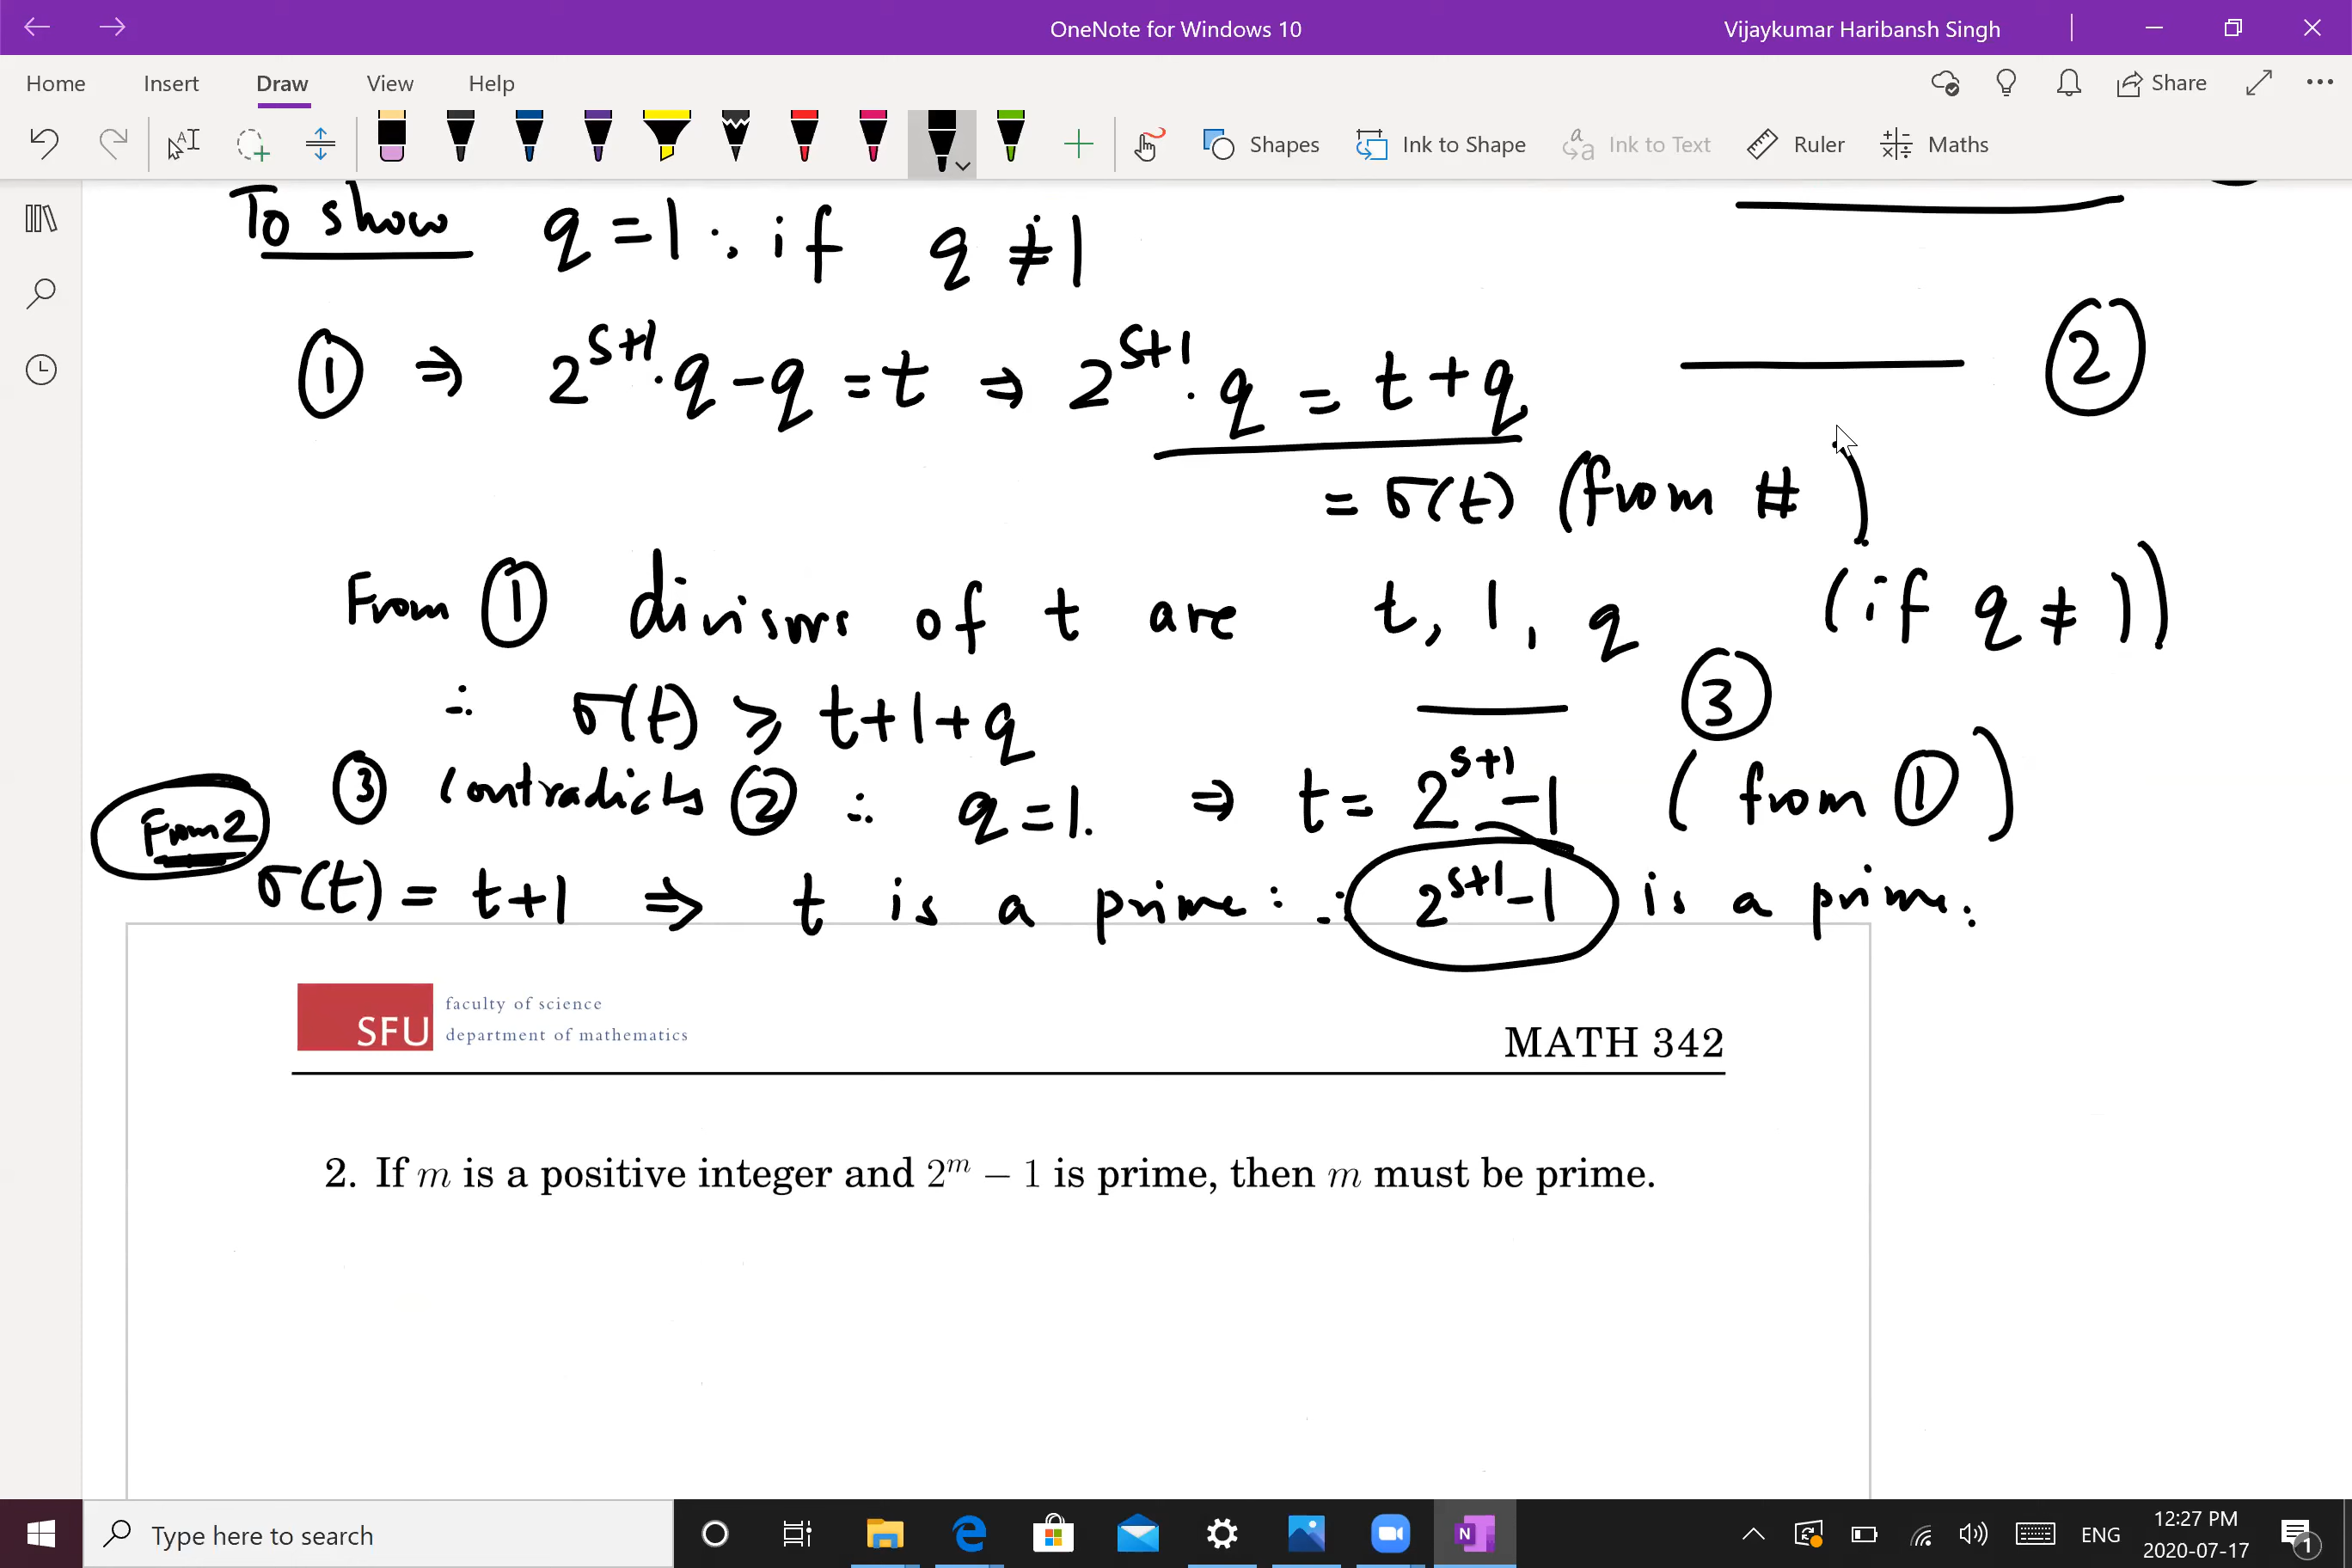 OneNote for Windows 10
Vijaykumar Haribansh Singh
Home Insert Draw View Help
Share
Shapes Ink to Shape Ink to Text Ruler Maths
To show q = 1 ∵ if q ≠ 1
① ⇒ 2^{s+1} · q − q = t ⇒ 2^{s+1} · q = t + q ——— ②
= σ(t) (from #)
From ① divisors of t are t, 1, q (if q ≠ 1)
∴ σ(t) ⩾ t + 1 + q —— ③
③ contradicts ② ∴ q = 1. ⇒ t = 2^{s+1} − 1 (from ①)
From 2
σ(t) = t + 1 ⇒ t is a prime ∴ 2^{s+1} − 1 is a prime.
SFU
faculty of science
department of mathematics
MATH 342
2. If m is a positive integer and 2^m − 1 is prime, then m must be prime.
Type here to search
ENG
12:27 PM
2020-07-17
1